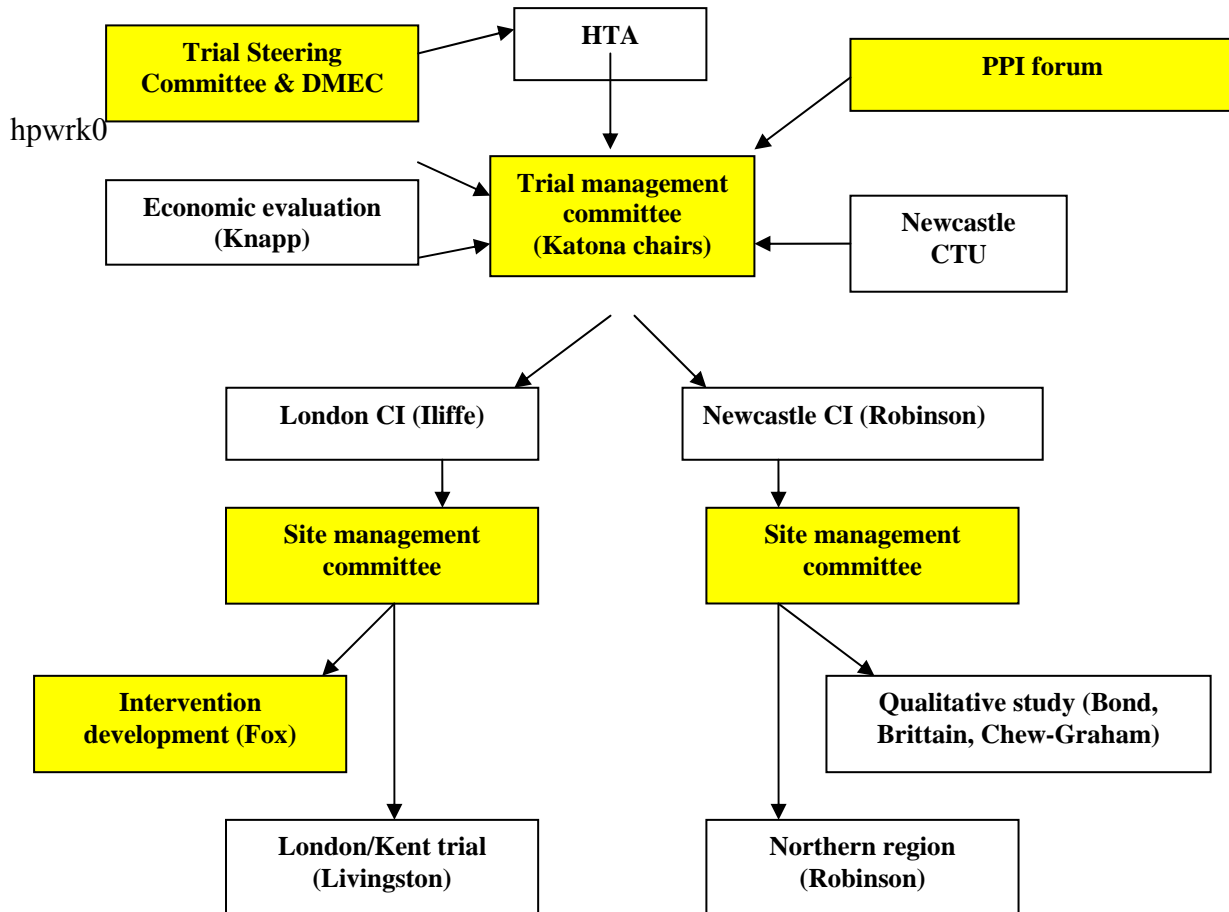 Trial Steering
Committee & DMEC
HTA
PPI forum
hpwrk0
Economic evaluation
(Knapp)
Trial management
committee
(Katona chairs)
Newcastle
CTU
London CI (Iliffe)
Newcastle CI (Robinson)
Site management
committee
Site management
committee
Intervention
development (Fox)
Qualitative study (Bond,
Brittain, Chew-Graham)
London/Kent trial
(Livingston)
Northern region
(Robinson)